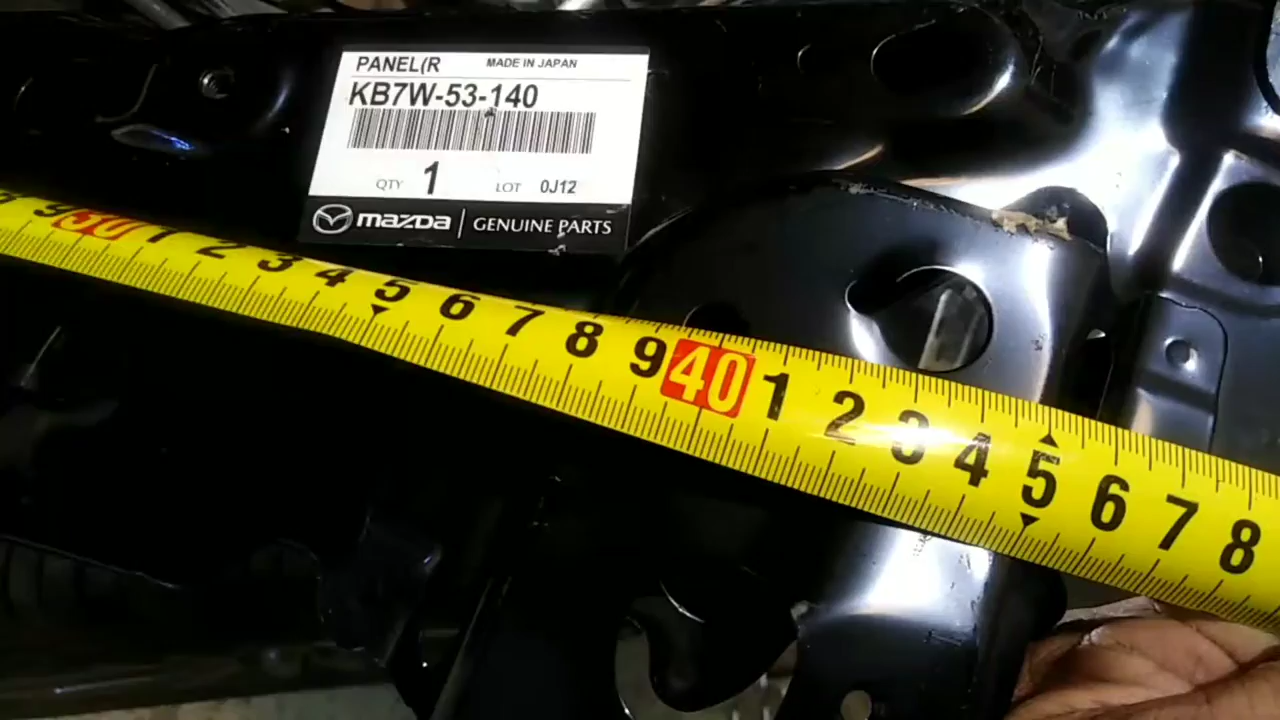 PANEL(R MADE IN JAPAN
KB7W-53-140
QTY 1 LOT 0J12
mazda GENUINE PARTS
9 30 1 2 3 4 5 6 7 8 9 40 1 2 3 4 5 6 7 8